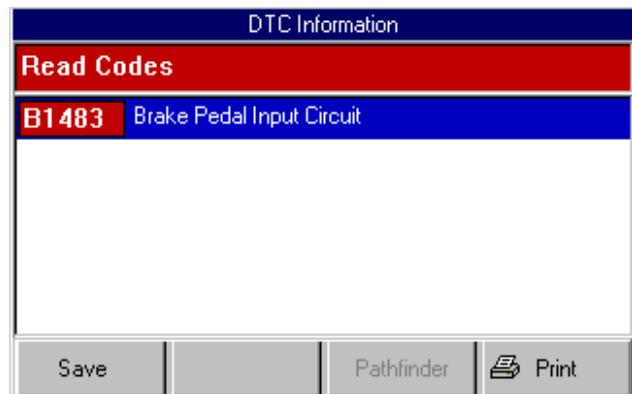 DTC Information
Read Codes
B1483 Brake Pedal Input Circuit
Save Pathfinder Print